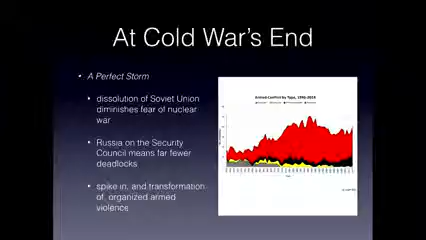 At Cold War's End
• A Perfect Storm
• dissolution of Soviet Union
diminishes fear of nuclear
war
• Russia on the Security
Council means far fewer
deadlocks
• spike in, and transformation
of, organized armed
violence
Armed Conflict by Type, 1946-2014